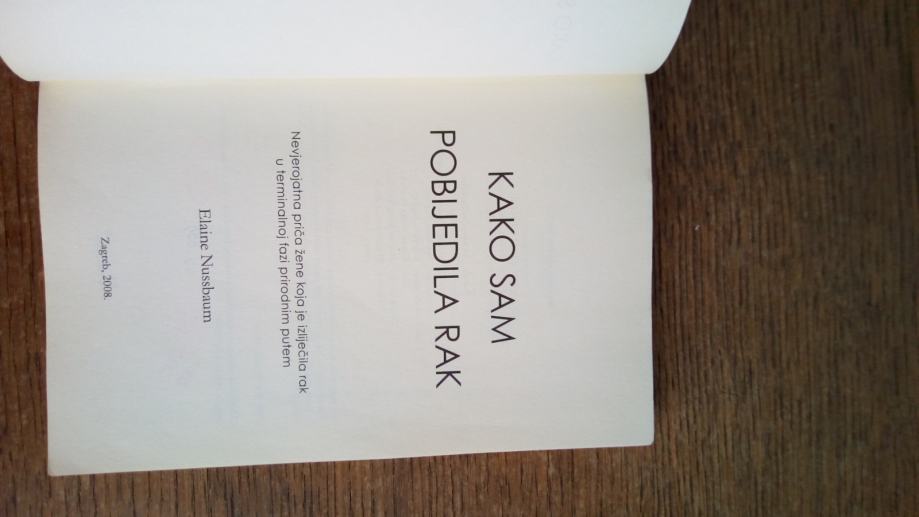 KAKO SAM
POBIJEDILA RAK
Nevjerojatna priča žene koja je izliječila rak
u terminalnoj fazi prirodnim putem
Elaine Nussbaum
Zagreb, 2008.